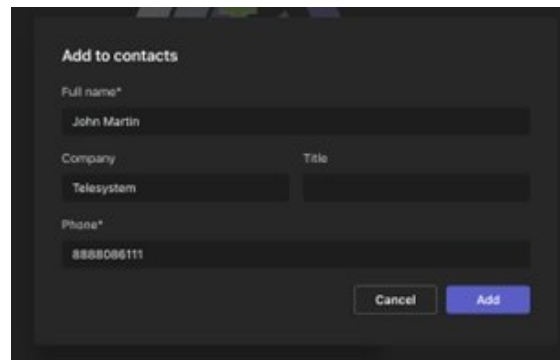 Add to contacts
Full name*
John Martin
Company Title
Telesystem
Phone*
8888086111
Cancel Add